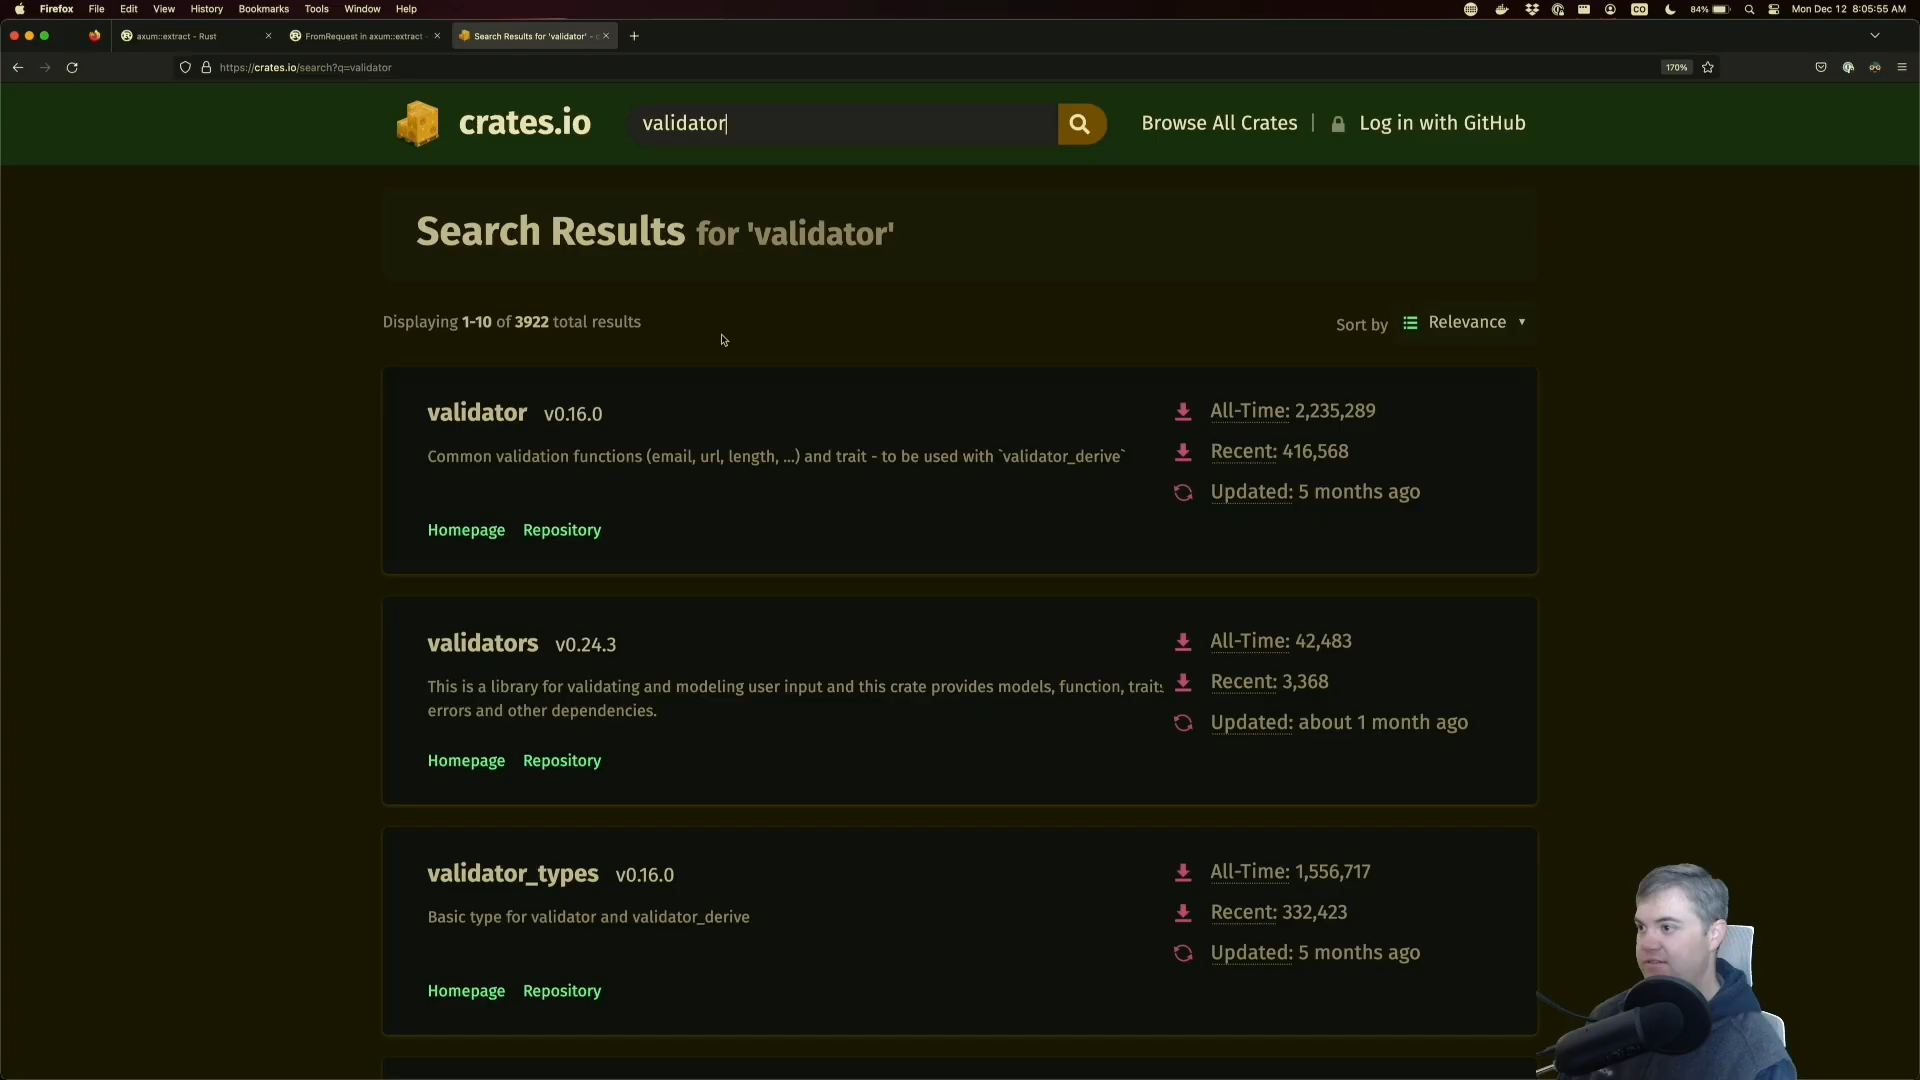 Firefox File Edit View History Bookmarks Tools Window Help
84% Mon Dec 12 8:05:55 AM
axum::extract - Rust
FromRequest in axum::extract
Search Results for 'validator' - c
https://crates.io/search?q=validator
170%
crates.io
validator
Browse All Crates | Log in with GitHub
Search Results for 'validator'
Displaying 1-10 of 3922 total results
Sort by Relevance
validator v0.16.0
Common validation functions (email, url, length, ...) and trait - to be used with `validator_derive`
All-Time: 2,235,289
Recent: 416,568
Updated: 5 months ago
Homepage Repository
validators v0.24.3
This is a library for validating and modeling user input and this crate provides models, function, traits
errors and other dependencies.
All-Time: 42,483
Recent: 3,368
Updated: about 1 month ago
Homepage Repository
validator_types v0.16.0
Basic type for validator and validator_derive
All-Time: 1,556,717
Recent: 332,423
Updated: 5 months ago
Homepage Repository